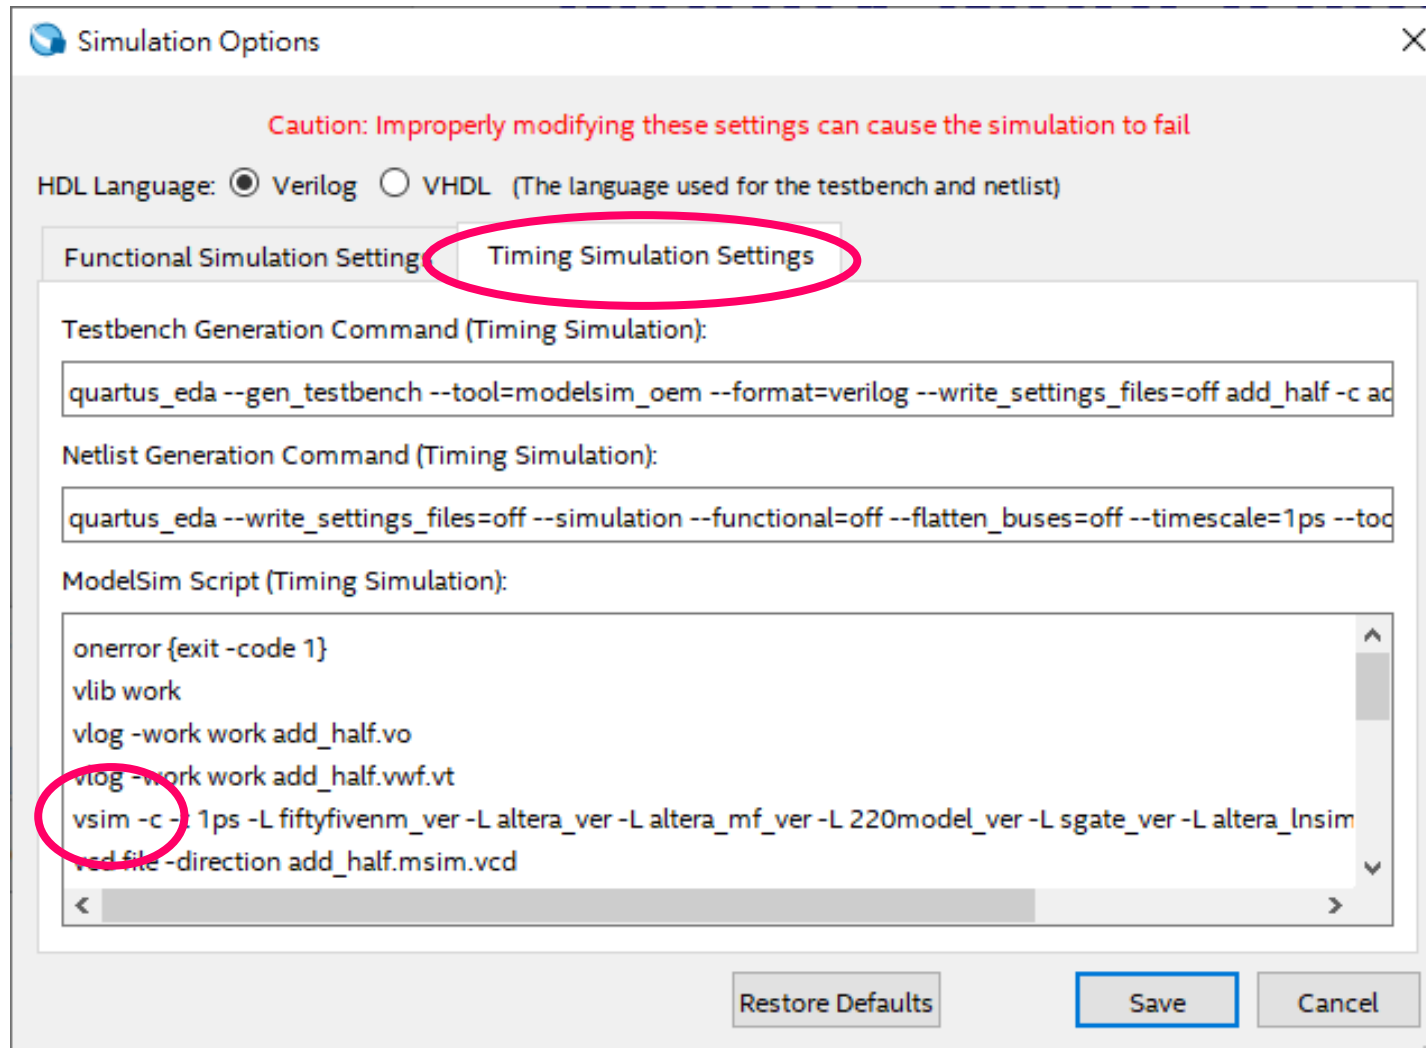 Simulation Options
Caution: Improperly modifying these settings can cause the simulation to fail
HDL Language: Verilog VHDL (The language used for the testbench and netlist)
Functional Simulation Settings Timing Simulation Settings
Testbench Generation Command (Timing Simulation):
quartus_eda --gen_testbench --tool=modelsim_oem --format=verilog --write_settings_files=off add_half -c ad
Netlist Generation Command (Timing Simulation):
quartus_eda --write_settings_files=off --simulation --functional=off --flatten_buses=off --timescale=1ps --too
ModelSim Script (Timing Simulation):
onerror {exit -code 1}
vlib work
vlog -work work add_half.vo
vlog -work work add_half.vwf.vt
vsim -c -t 1ps -L fiftyfivenm_ver -L altera_ver -L altera_mf_ver -L 220model_ver -L sgate_ver -L altera_lnsim
vcd file -direction add_half.msim.vcd
Restore Defaults Save Cancel